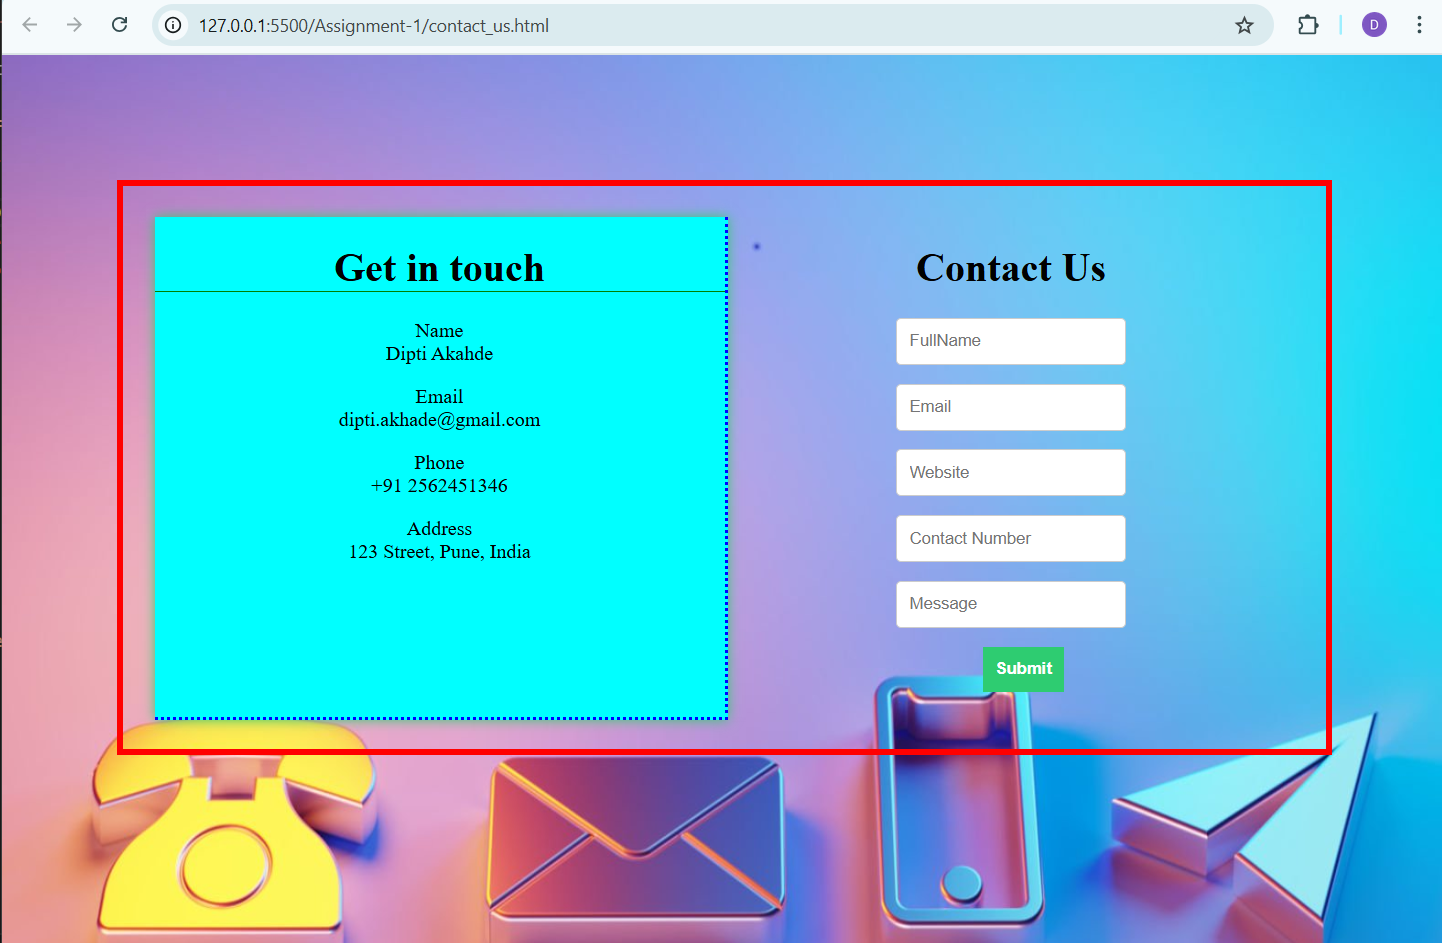 127.0.0.1:5500/Assignment-1/contact_us.html
D
Get in touch
Name
Dipti Akahde
Email
dipti.akhade@gmail.com
Phone
+91 2562451346
Address
123 Street, Pune, India
Contact Us
FullName
Email
Website
Contact Number
Message
Submit